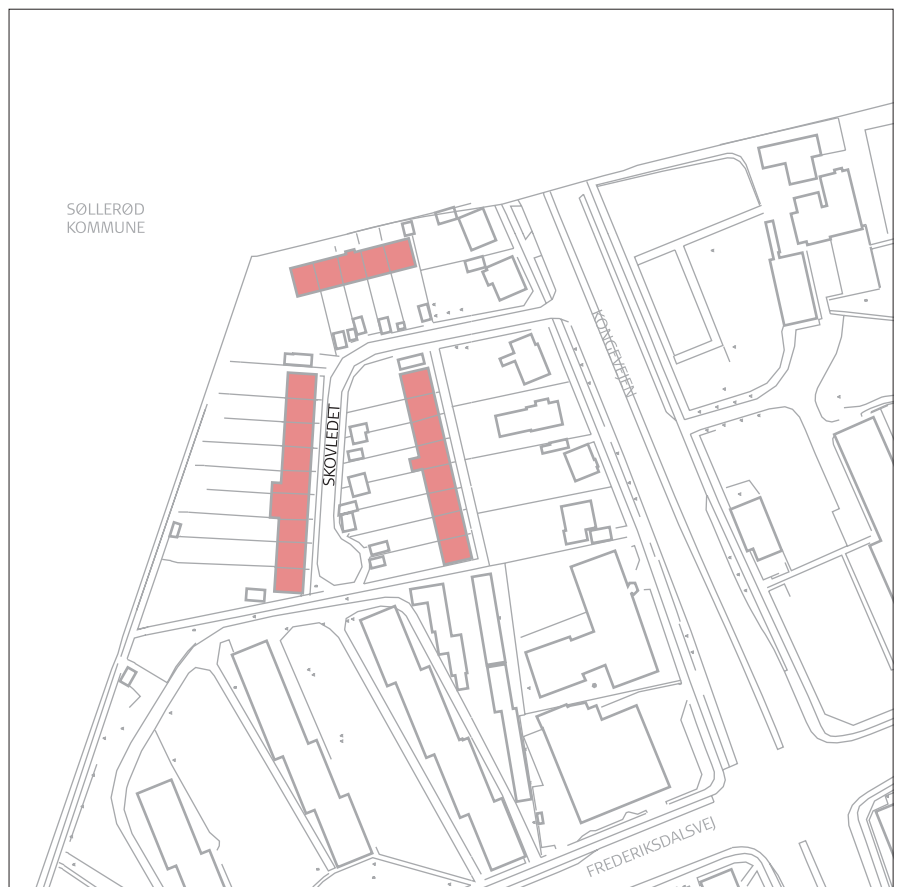 SØLLERØD
KOMMUNE
KONGEVEJEN
SKOVLEDET
FREDERIKSDALSVEJ